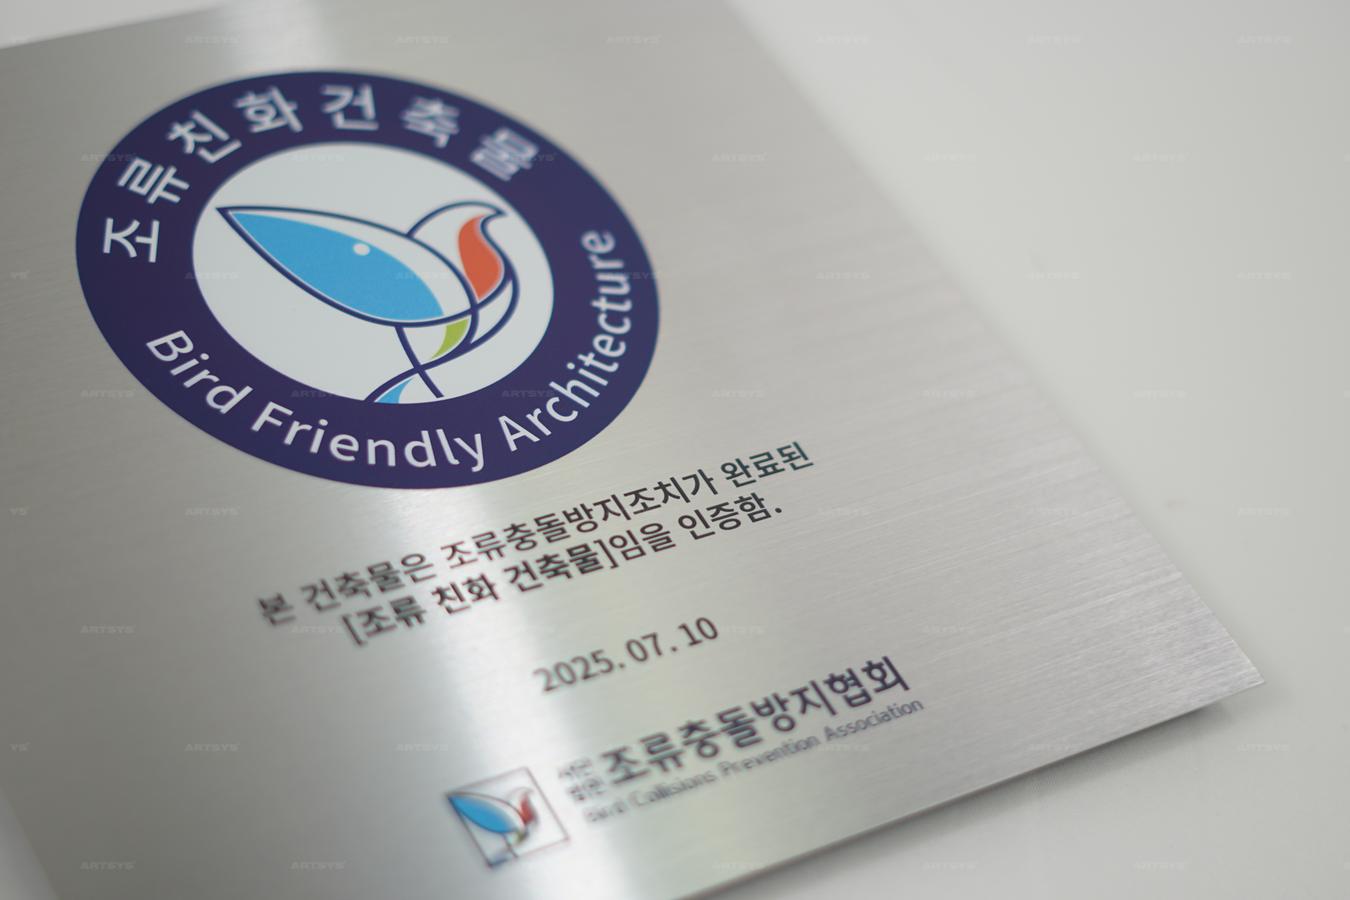 조류친화건축물
Bird Friendly Architecture
본 건축물은 조류충돌방지조치가 완료된
[조류 친화 건축물]임을 인증함.
2025. 07. 10
사단
법인
조류충돌방지협회
Bird Collisions Prevention Association
ARTSYS